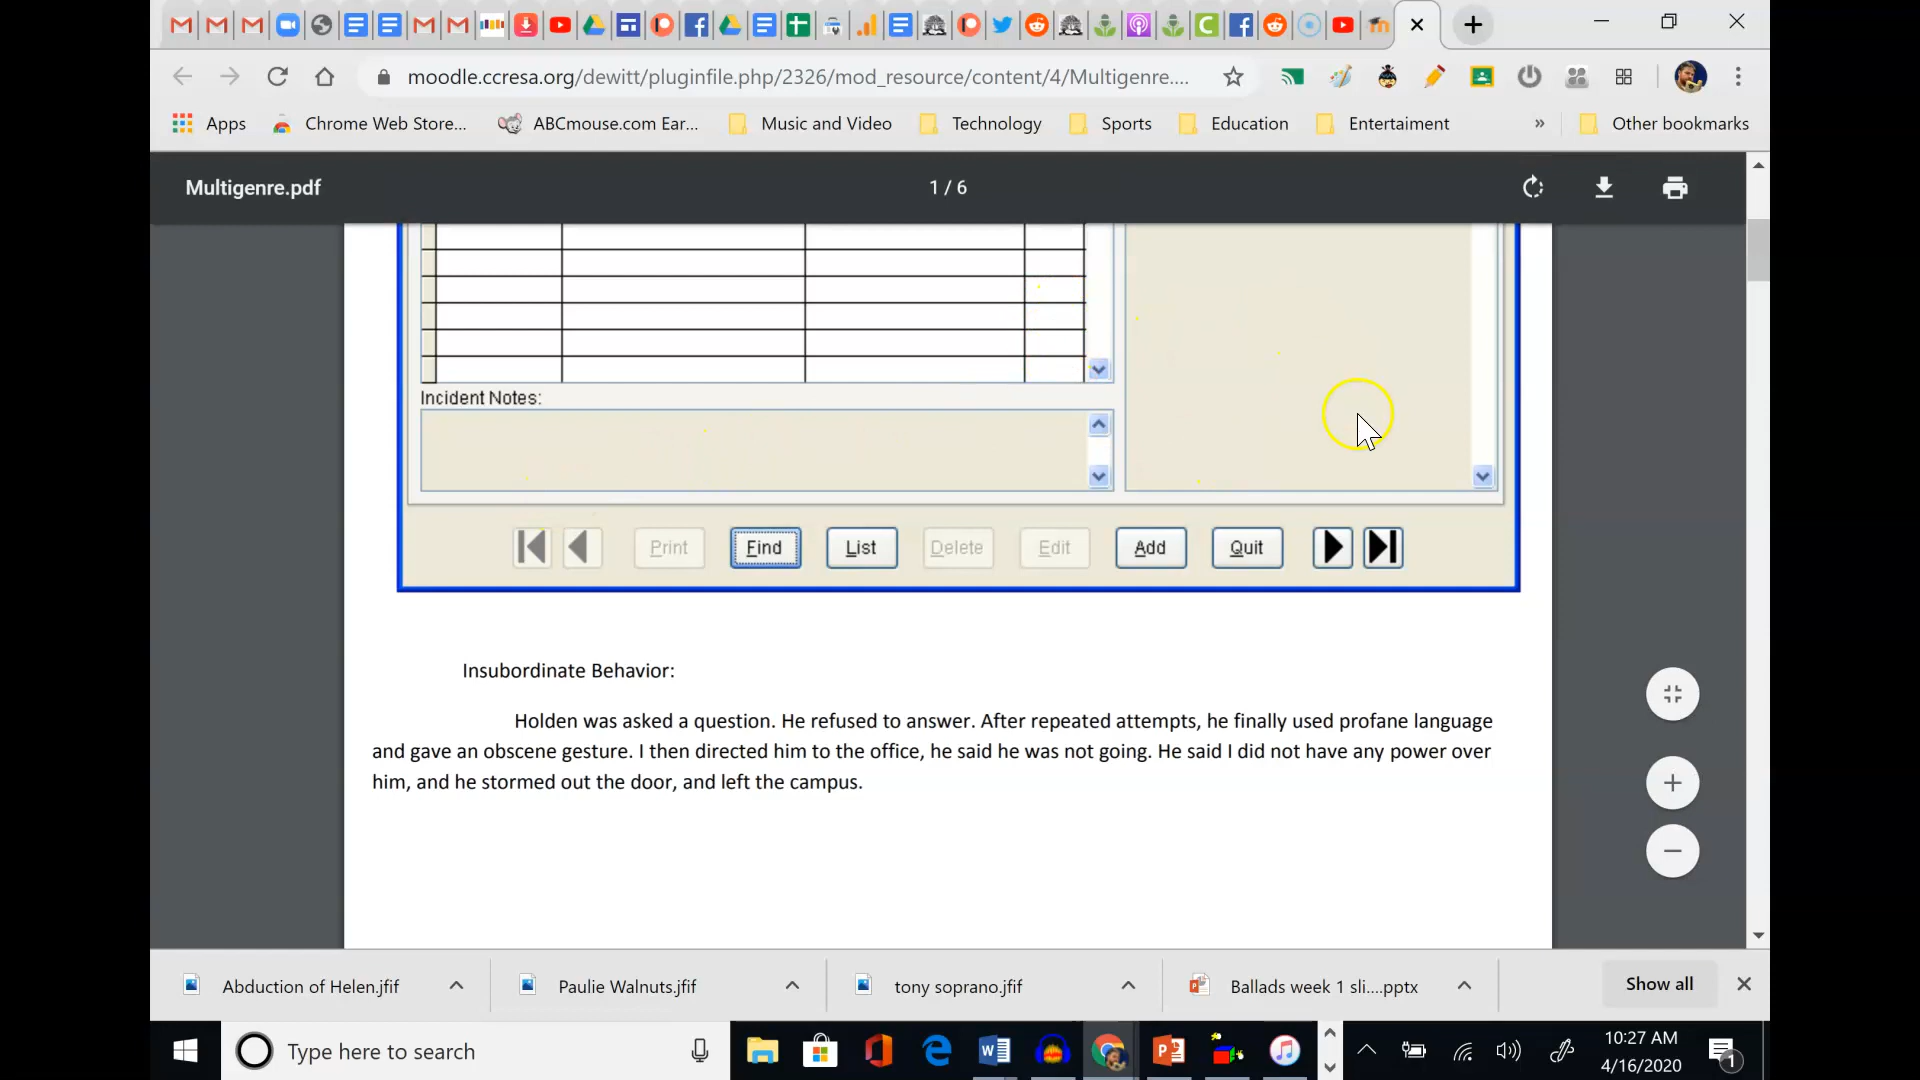 moodle.ccresa.org/dewitt/pluginfile.php/2326/mod_resource/content/4/Multigenre....
Apps
Chrome Web Store...
ABCmouse.com Ear...
Music and Video
Technology
Sports
Education
Entertaiment
»
Other bookmarks
Multigenre.pdf
1 / 6
Incident Notes:
Print
Find
List
Delete
Edit
Add
Quit
Insubordinate Behavior:
Holden was asked a question. He refused to answer. After repeated attempts, he finally used profane language
and gave an obscene gesture. I then directed him to the office, he said he was not going. He said I did not have any power over
him, and he stormed out the door, and left the campus.
Abduction of Helen.jfif
Paulie Walnuts.jfif
tony soprano.jfif
Ballads week 1 sli....pptx
Show all
Type here to search
10:27 AM
4/16/2020
1